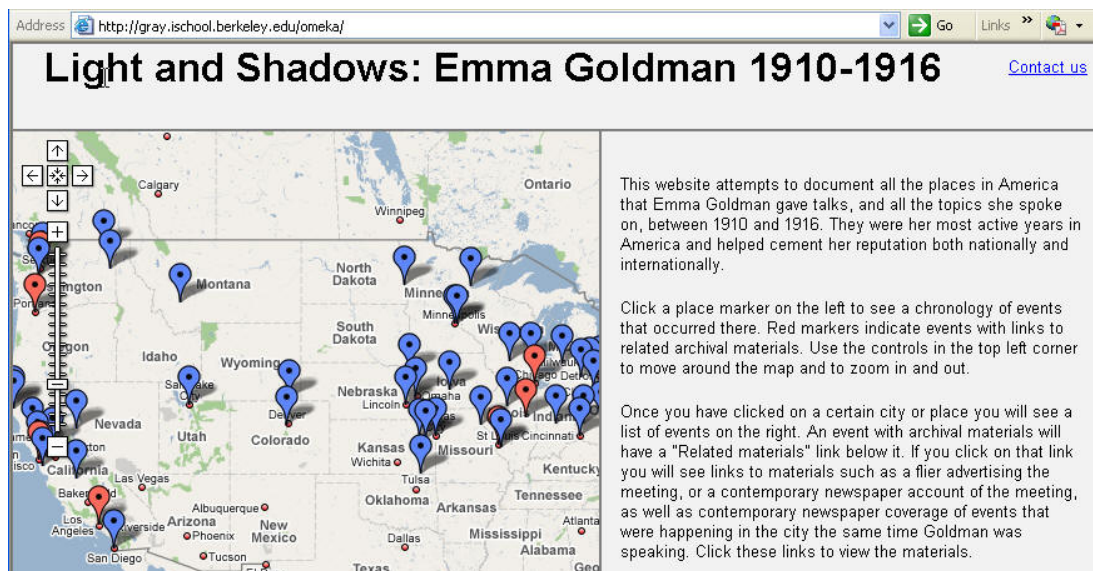 Address http://gray.ischool.berkeley.edu/omeka/ Go Links »
Light and Shadows: Emma Goldman 1910-1916
Contact us
This website attempts to document all the places in America
that Emma Goldman gave talks, and all the topics she spoke
on, between 1910 and 1916. They were her most active years in
America and helped cement her reputation both nationally and
internationally.
Click a place marker on the left to see a chronology of events
that occurred there. Red markers indicate events with links to
related archival materials. Use the controls in the top left corner
to move around the map and to zoom in and out.
Once you have clicked on a certain city or place you will see a
list of events on the right. An event with archival materials will
have a "Related materials" link below it. If you click on that link
you will see links to materials such as a flier advertising the
meeting, or a contemporary newspaper account of the meeting,
as well as contemporary newspaper coverage of events that
were happening in the city the same time Goldman was
speaking. Click these links to view the materials.
Calgary
Ontario
Winnipeg
Montana
North
Dakota
Minneapolis
South
Dakota
Idaho
Wyoming
Nebraska
Iowa
Omaha
Lincoln
Salt Lake
City
Denver
Nevada
Utah
Colorado
Kansas
Missouri
St Louis
Cincinnati
Chicago
California
Wichita
Kentucky
Las Vegas
Tulsa
Oklahoma
Tennessee
Arkansas
Albuquerque
Los
Angeles
Riverside
Arizona
Phoenix
New
Mexico
Dallas
Mississippi
Atlanta
Alabama
San Diego
Tucson
Texas